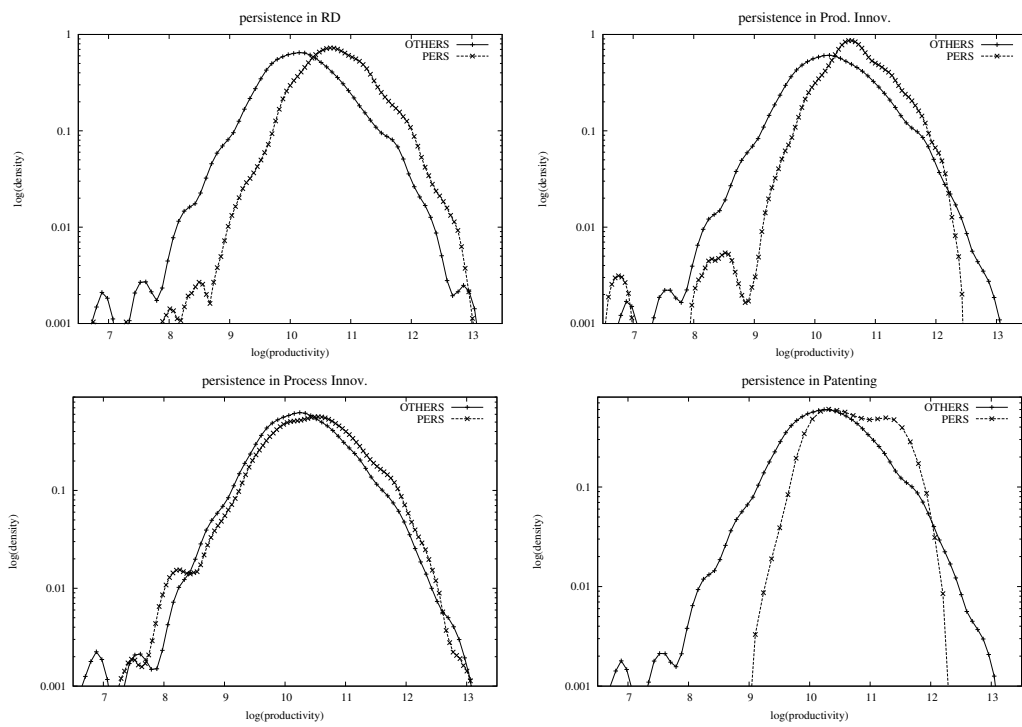 persistence in RD
1
OTHERS
PERS
0.1
log(density)
0.01
0.001
7 8 9 10 11 12 13
log(productivity)
persistence in Prod. Innov.
1
OTHERS
PERS
0.1
log(density)
0.01
0.001
7 8 9 10 11 12 13
log(productivity)
persistence in Process Innov.
OTHERS
PERS
0.1
log(density)
0.01
0.001
7 8 9 10 11 12 13
log(productivity)
persistence in Patenting
OTHERS
PERS
0.1
log(density)
0.01
0.001
7 8 9 10 11 12 13
log(productivity)